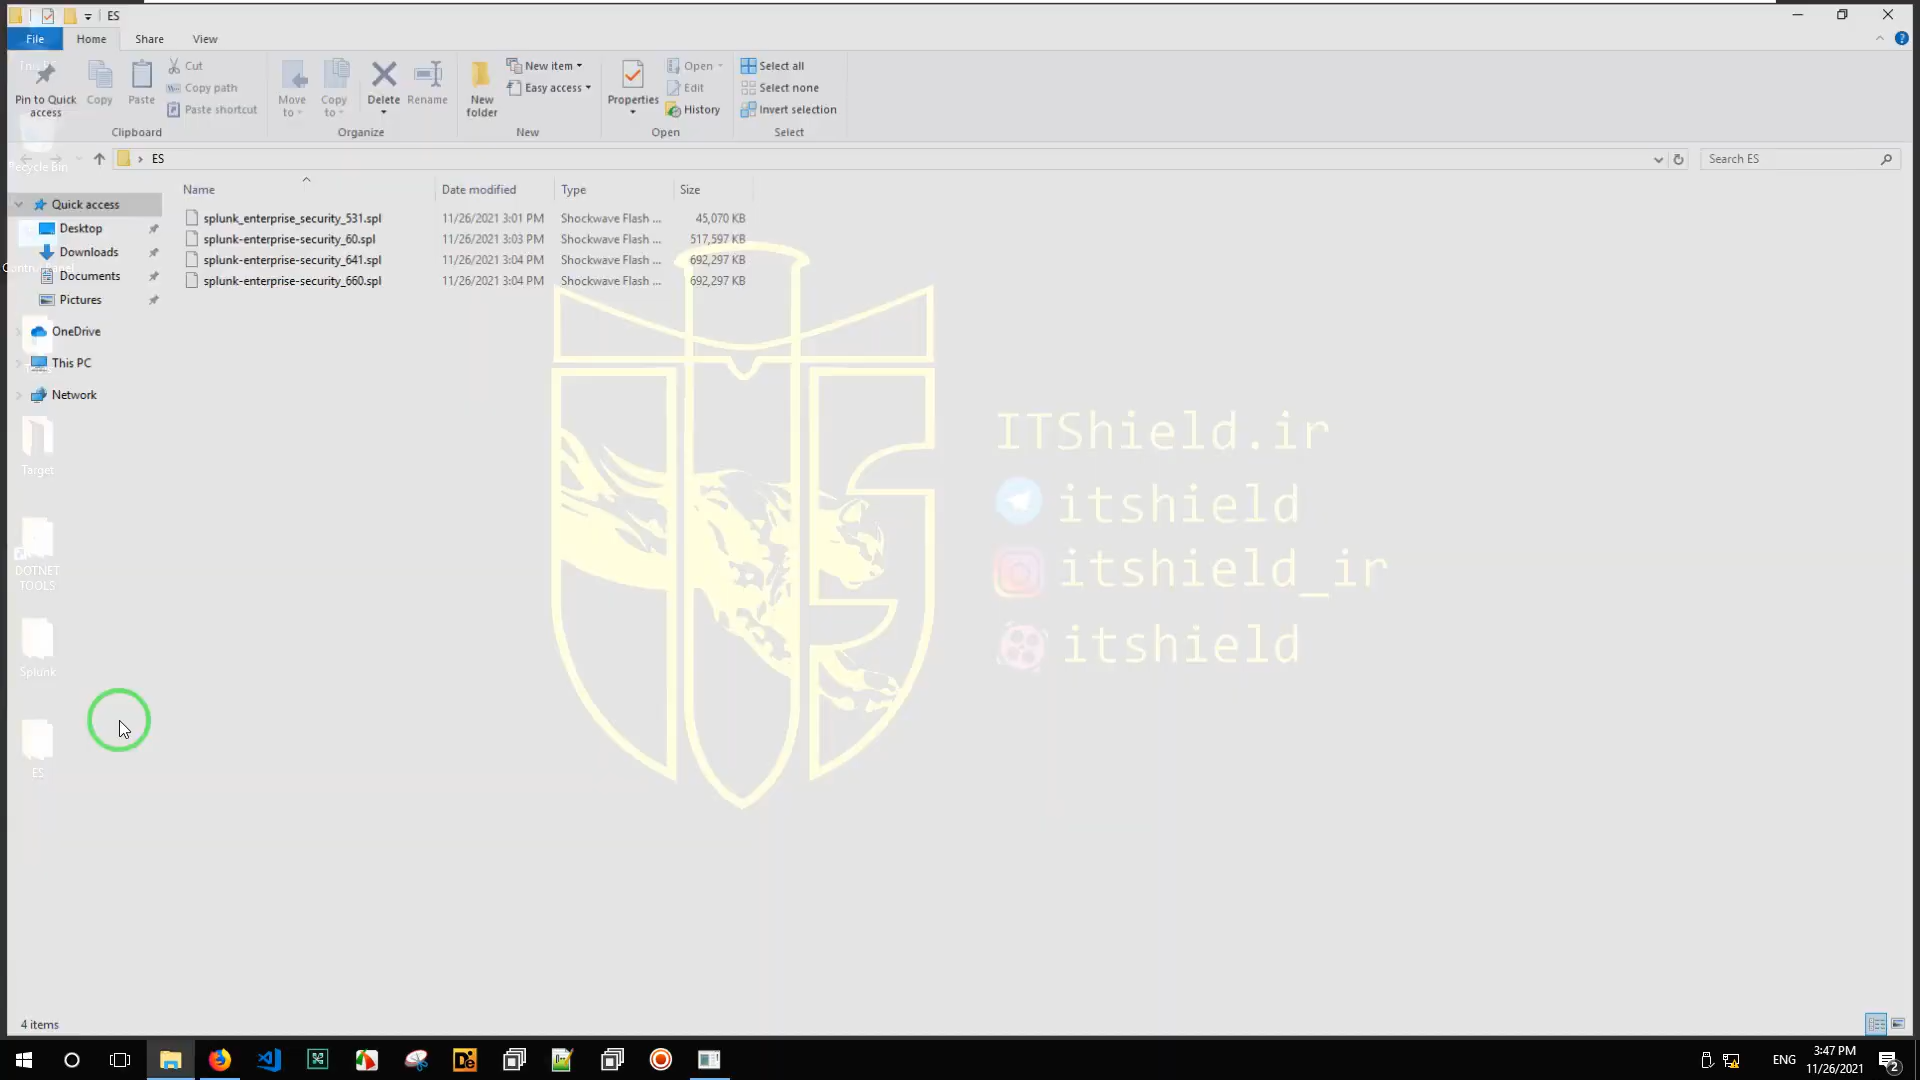 ES
File Home Share View
Pin to Quick access
Copy
Paste
Cut
Copy path
Paste shortcut
Clipboard
Move to
Copy to
Delete
Rename
Organize
New folder
New item
Easy access
New
Properties
Open
Edit
History
Open
Select all
Select none
Invert selection
Select
ES
Search ES
Name Date modified Type Size
splunk_enterprise_security_531.spl 11/26/2021 3:01 PM Shockwave Flash ... 45,070 KB
splunk-enterprise-security_60.spl 11/26/2021 3:03 PM Shockwave Flash ... 517,597 KB
splunk-enterprise-security_641.spl 11/26/2021 3:04 PM Shockwave Flash ... 692,297 KB
splunk-enterprise-security_660.spl 11/26/2021 3:04 PM Shockwave Flash ... 692,297 KB
Quick access
Desktop
Downloads
Documents
Pictures
OneDrive
This PC
Network
Recycle Bin
Target
DOTNET
TOOLS
Splunk
ES
ITShield.ir
itshield
itshield_ir
itshield
4 items
De
ENG
3:47 PM
11/26/2021
2